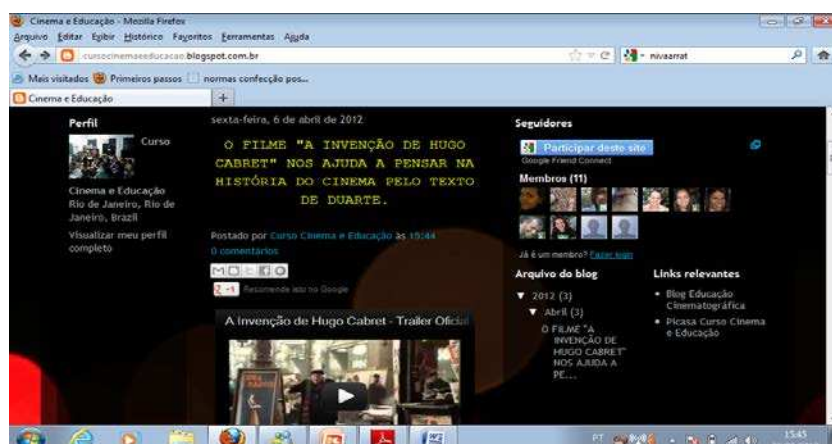 Cinema e Educação - Mozilla Firefox
Arquivo Editar Exibir Histórico Favoritos Ferramentas Ajuda
cursocinemaeeducacao.blogspot.com.br
nivaarrat
Mais visitados Primeiros passos normas confecção pos...
Cinema e Educação
Perfil
Curso
Cinema e Educação
Rio de Janeiro, Rio de
Janeiro, Brazil
Visualizar meu perfil
completo
sexta-feira, 6 de abril de 2012
O FILME "A INVENÇÃO DE HUGO
CABRET" NOS AJUDA A PENSAR NA
HISTÓRIA DO CINEMA PELO TEXTO
DE DUARTE.
Postado por Curso Cinema e Educação às 15:44
0 comentários
+1 Recomende isto no Google
A Invenção de Hugo Cabret - Trailer Oficial
Seguidores
Participar deste site
Google Friend Connect
Membros (11)
Já é um membro? Fazer login
Arquivo do blog
▼ 2012 (3)
▼ Abril (3)
O FILME "A
INVENÇÃO DE
HUGO CABRET"
NOS AJUDA A
PE...
Links relevantes
Blog Educação
Cinematográfica
Picasa Curso Cinema
e Educação
PT
15:45